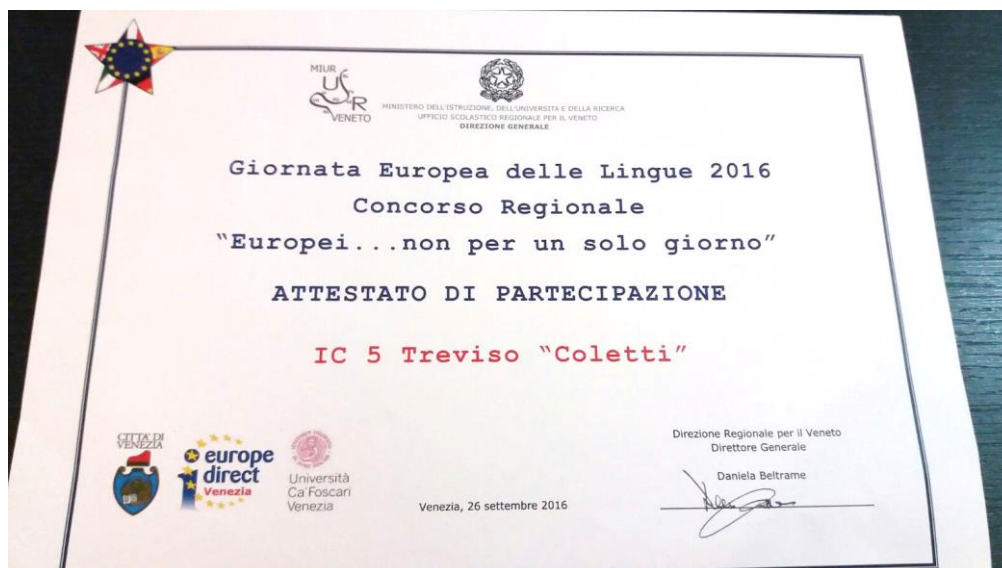 MIUR
USR
VENETO
MINISTERO DELL'ISTRUZIONE, DELL'UNIVERSITA E DELLA RICERCA
UFFICIO SCOLASTICO REGIONALE PER IL VENETO
DIREZIONE GENERALE
Giornata Europea delle Lingue 2016
Concorso Regionale
"Europei...non per un solo giorno"
ATTESTATO DI PARTECIPAZIONE
IC 5 Treviso "Coletti"
CITTA' DI
VENEZIA
europe
direct
Venezia
Università
Ca'Foscari
Venezia
Venezia, 26 settembre 2016
Direzione Regionale per il Veneto
Direttore Generale
Daniela Beltrame